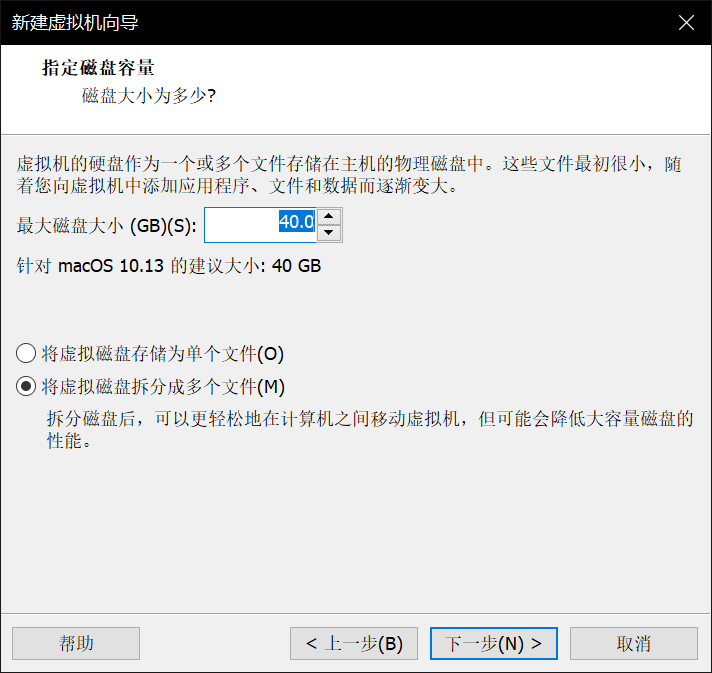 新建虚拟机向导
指定磁盘容量
磁盘大小为多少?
虚拟机的硬盘作为一个或多个文件存储在主机的物理磁盘中。这些文件最初很小，随
着您向虚拟机中添加应用程序、文件和数据而逐渐变大。
最大磁盘大小 (GB)(S): 40.0
针对 macOS 10.13 的建议大小: 40 GB
将虚拟磁盘存储为单个文件(O)
将虚拟磁盘拆分成多个文件(M)
拆分磁盘后，可以更轻松地在计算机之间移动虚拟机，但可能会降低大容量磁盘的
性能。
帮助 < 上一步(B) 下一步(N) > 取消